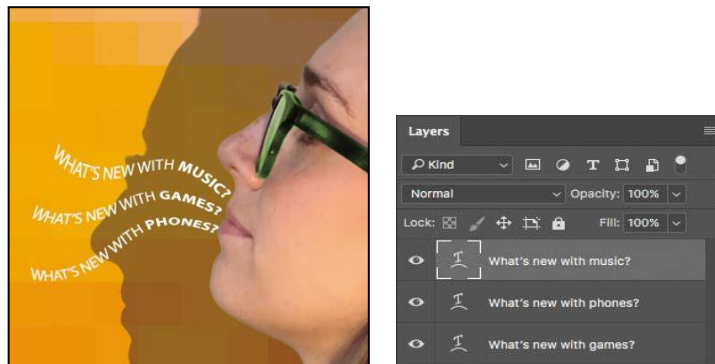 WHAT'S NEW WITH MUSIC?
WHAT'S NEW WITH GAMES?
WHAT'S NEW WITH PHONES?
Layers
Kind
Normal
Opacity: 100%
Lock:
Fill: 100%
What's new with music?
What's new with phones?
What's new with games?